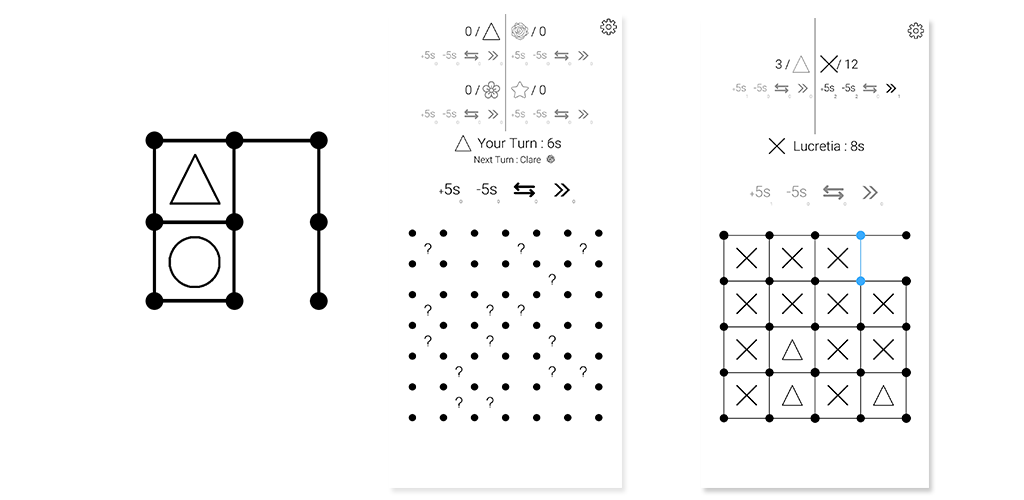 0 / / 0
+5s -5s +5s -5s
0 / / 0
+5s -5s +5s -5s
Your Turn : 6s
Next Turn : Clare
+5s -5s
? ? ?
?
? ? ?
? ? ?
? ? ?
? ?
3 / / 12
+5s -5s +5s -5s
Lucretia : 8s
+5s -5s